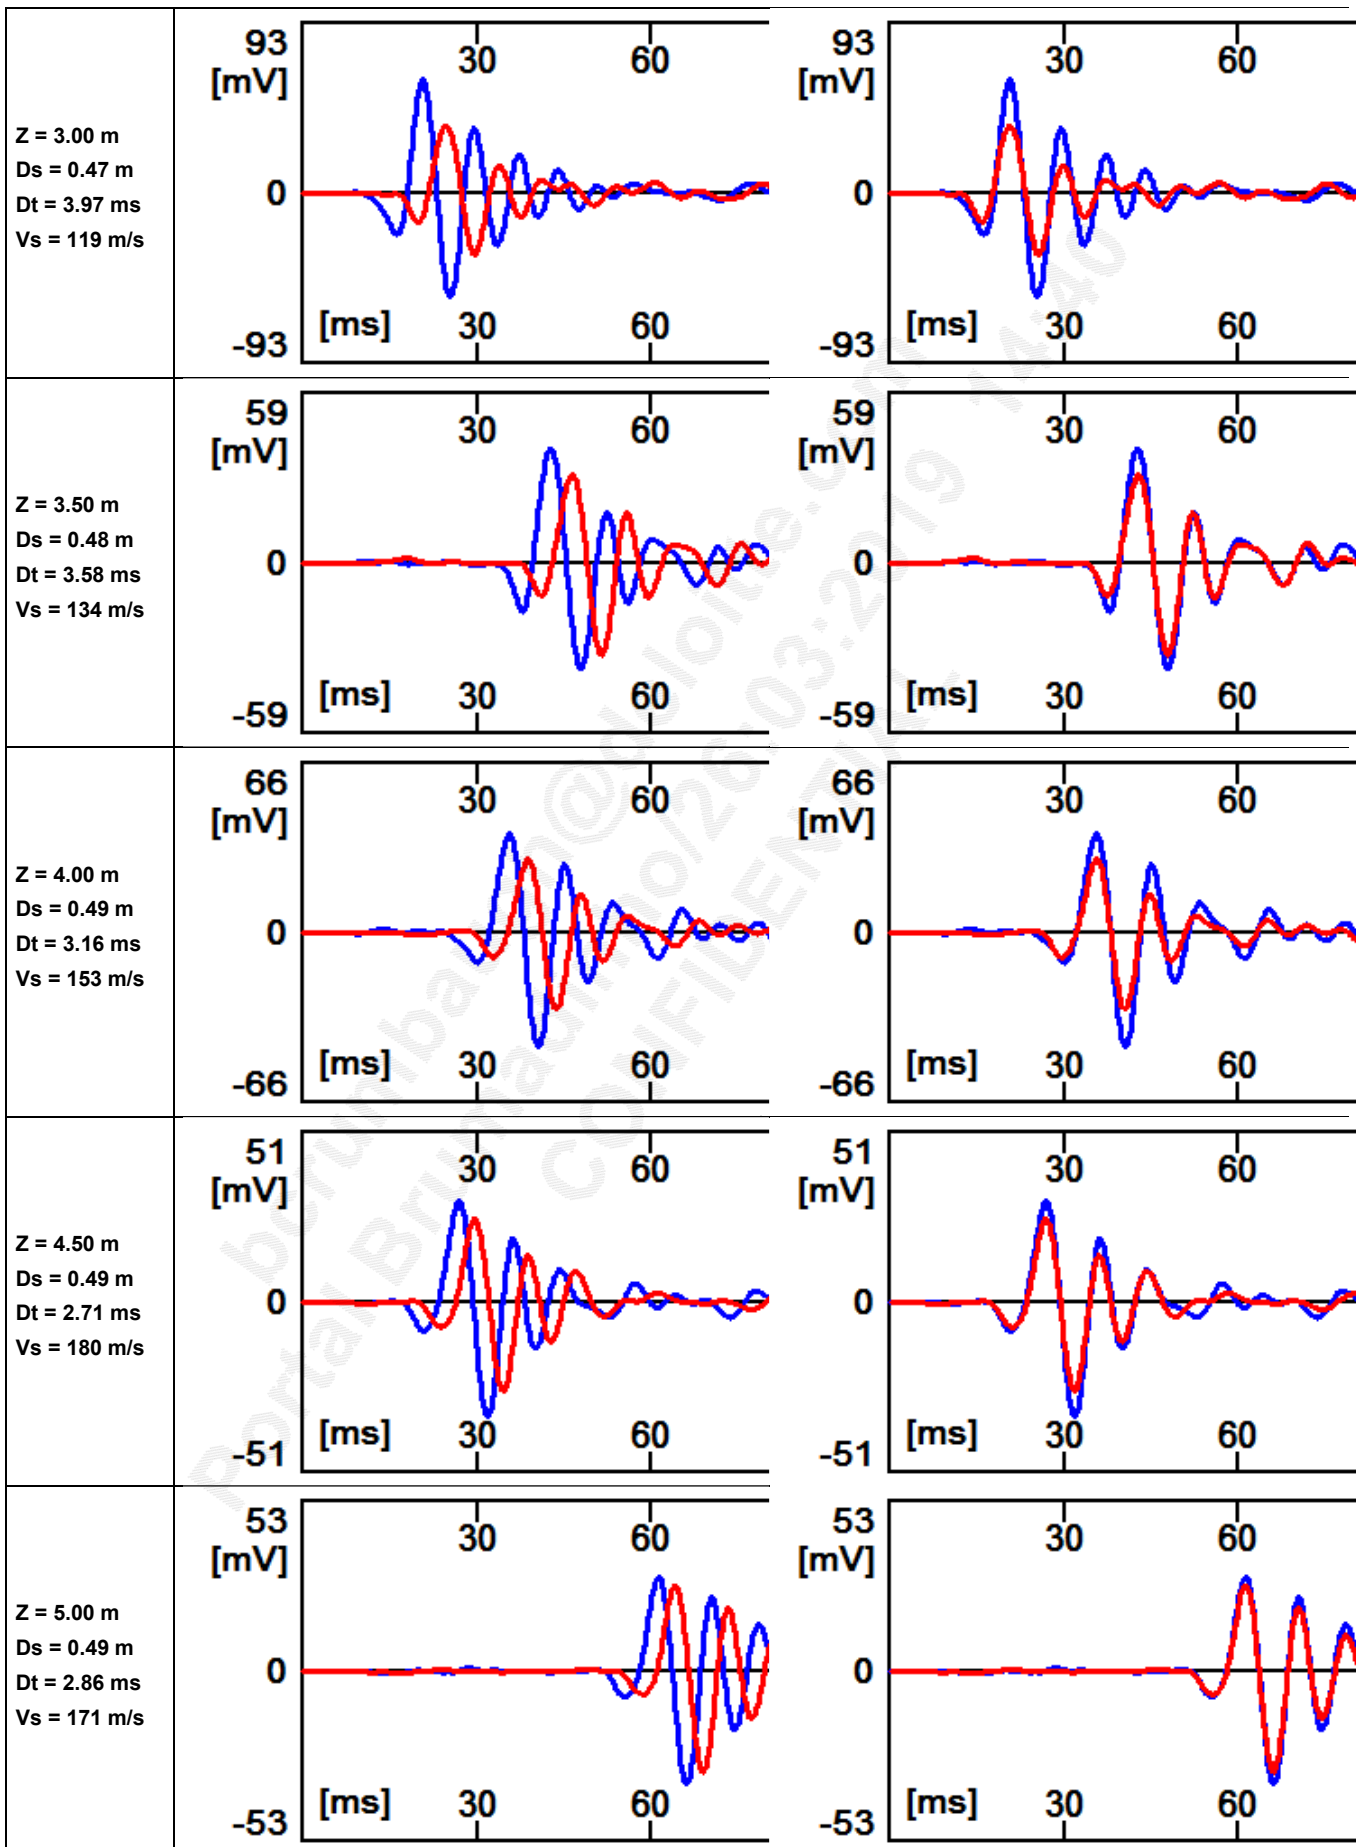 93 93
[mV] 30 60 [mV] 30 60
Z = 3.00 m
Ds = 0.47 m
0 0
Dt = 3.97 ms
Vs = 119 m/s
-93 [ms] 30 60 -93 [ms] 30 60
59 59
[mV] 30 60 [mV] 30 60
Z = 3.50 m
Ds = 0.48 m
0 0
Dt = 3.58 ms
Vs = 134 m/s
-59 [ms] 30 60 -59 [ms] 30 60
66 66
[mV] 30 60 [mV] 30 60
Z = 4.00 m
Ds = 0.49 m
0 0
Dt = 3.16 ms
Vs = 153 m/s
-66 [ms] 30 60 -66 [ms] 30 60
51 51
[mV] 30 60 [mV] 30 60
Z = 4.50 m
Ds = 0.49 m
0 0
Dt = 2.71 ms
Vs = 180 m/s
-51 [ms] 30 60 -51 [ms] 30 60
53 53
[mV] 30 60 [mV] 30 60
Z = 5.00 m
Ds = 0.49 m
0 0
Dt = 2.86 ms
Vs = 171 m/s
-53 [ms] 30 60 -53 [ms] 30 60
CONFIDENTIAL